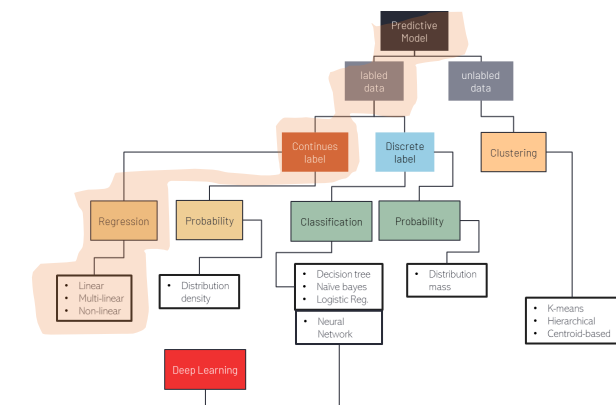 Predictive
Model
labled
data
unlabled
data
Continues
label
Discrete
label
Clustering
Regression
Probability
Classification
Probability
• Linear
• Multi-linear
• Non-linear
• Distribution
density
• Decision tree
• Naïve bayes
• Logistic Reg.
• Distribution
mass
• Neural
Network
• K-means
• Hierarchical
• Centroid-based
Deep Learning